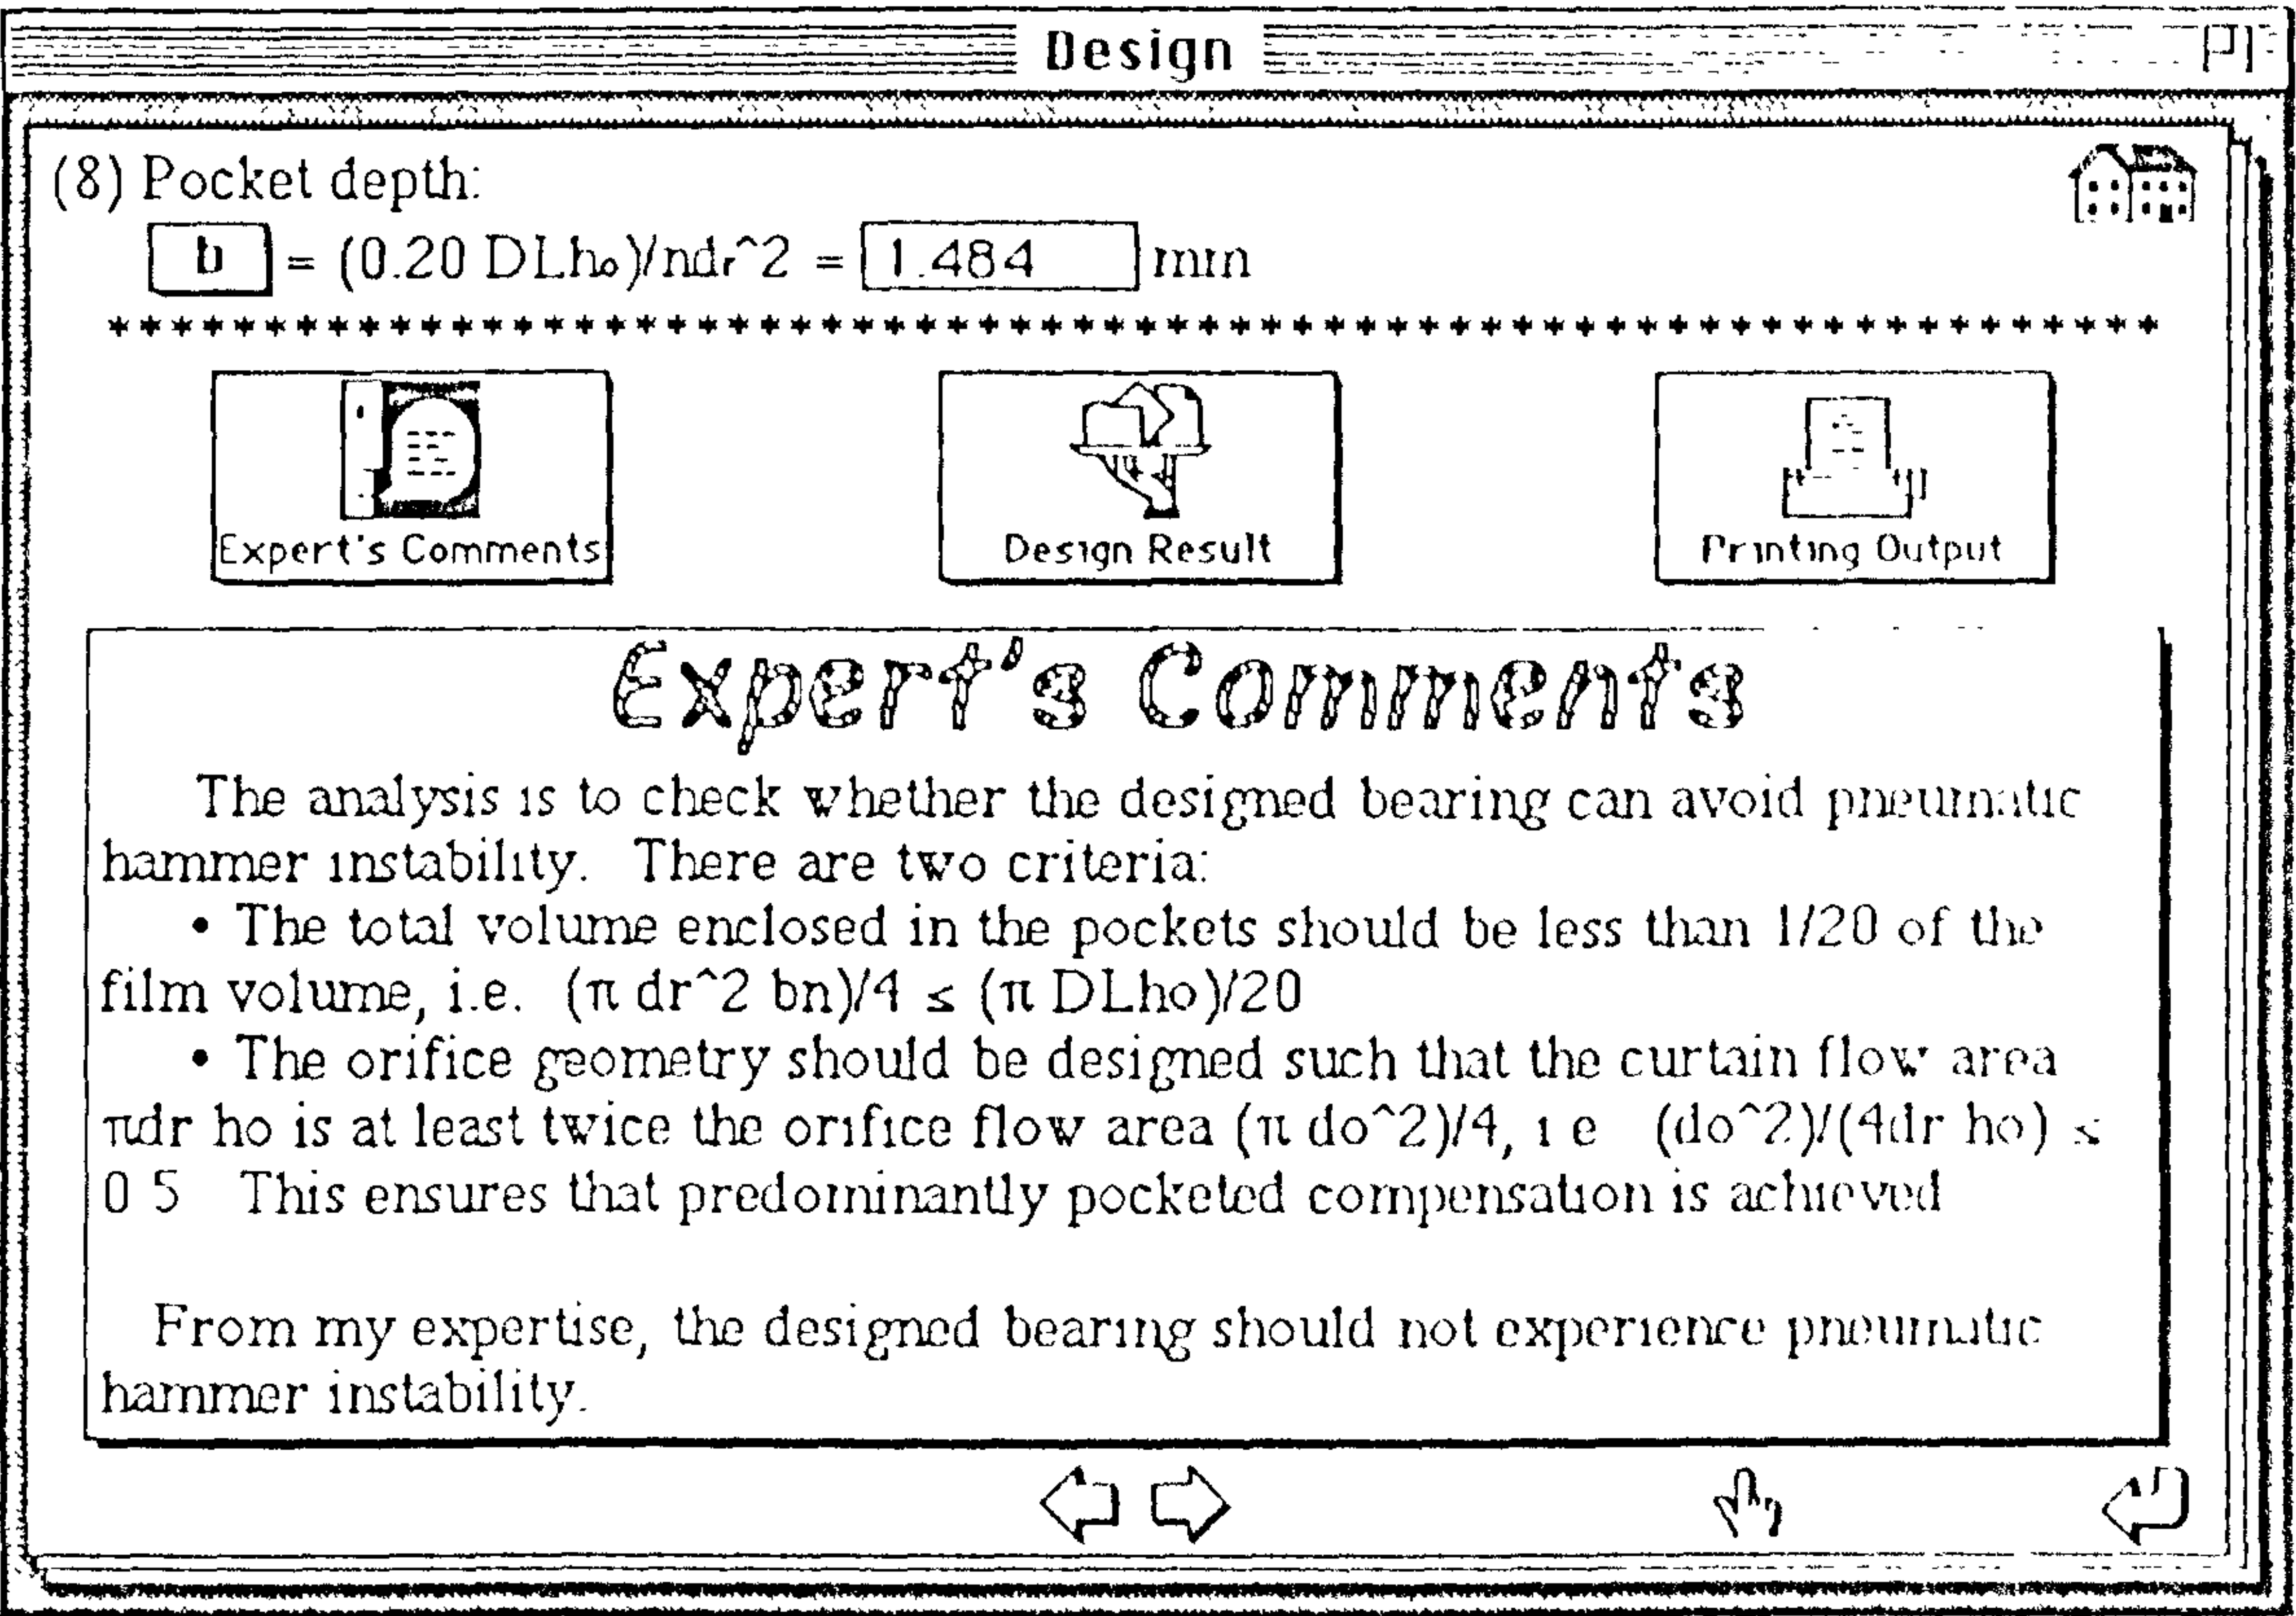 Design
(8) Pocket depth:
b = (0.20 DLho)/ndr^2 = 1.484 mm
* * * * * * * * * * * * * * * * * * * * * * * * * * * * * * * * * * * * * * * * * * * * * * * * * * * * * * * * * * * * * * * * * * *
Expert's Comments Design Result Printing Output
Expert's Comments
The analysis is to check whether the designed bearing can avoid pneumatic
hammer instability. There are two criteria:
• The total volume enclosed in the pockets should be less than 1/20 of the
film volume, i.e. (π dr^2 bn)/4 ≤ (π DLho)/20
• The orifice geometry should be designed such that the curtain flow area
πdr ho is at least twice the orifice flow area (π do^2)/4, i e (do^2)/(4dr ho) ≤
0 5 This ensures that predominantly pocketed compensation is achieved
From my expertise, the designed bearing should not experience pneumatic
hammer instability.